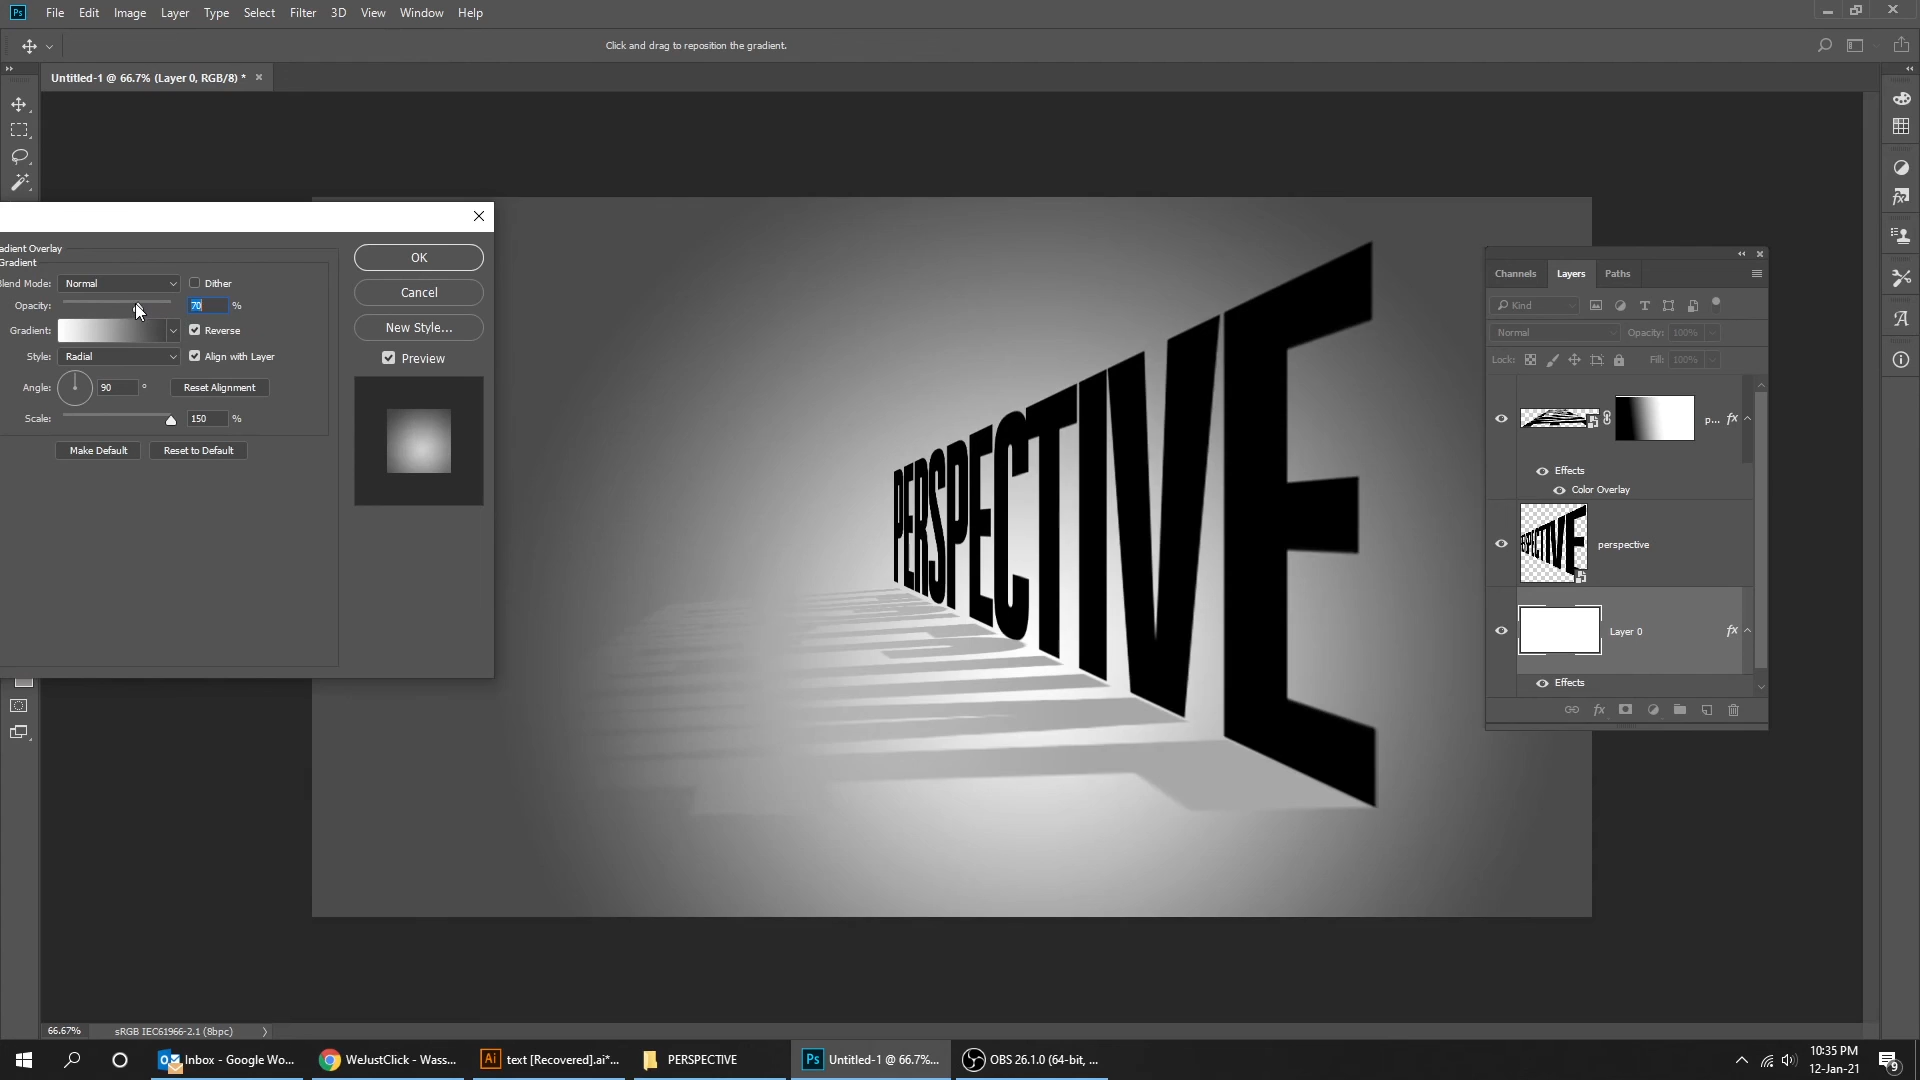 Ps File Edit Image Layer Type Select Filter 3D View Window Help
Click and drag to reposition the gradient.
Untitled-1 @ 66.7% (Layer 0, RGB/8) *
adient Overlay
Gradient
lend Mode: Normal Dither
Opacity: 70 %
Gradient: Reverse
Style: Radial Align with Layer
Angle: 90 ° Reset Alignment
Scale: 150 %
Make Default Reset to Default
OK
Cancel
New Style...
Preview
PERSPECTIVE
Channels Layers Paths
Kind
Normal Opacity: 100%
Lock: Fill: 100%
p... fx
Effects
Color Overlay
perspective
Layer 0 fx
Effects
fx
66.67% sRGB IEC61966-2.1 (8bpc)
Inbox - Google Wo...
WeJustClick - Wass...
Ai text [Recovered].ai*...
PERSPECTIVE
Ps Untitled-1 @ 66.7%...
OBS 26.1.0 (64-bit, ...
10:35 PM
12-Jan-21
9